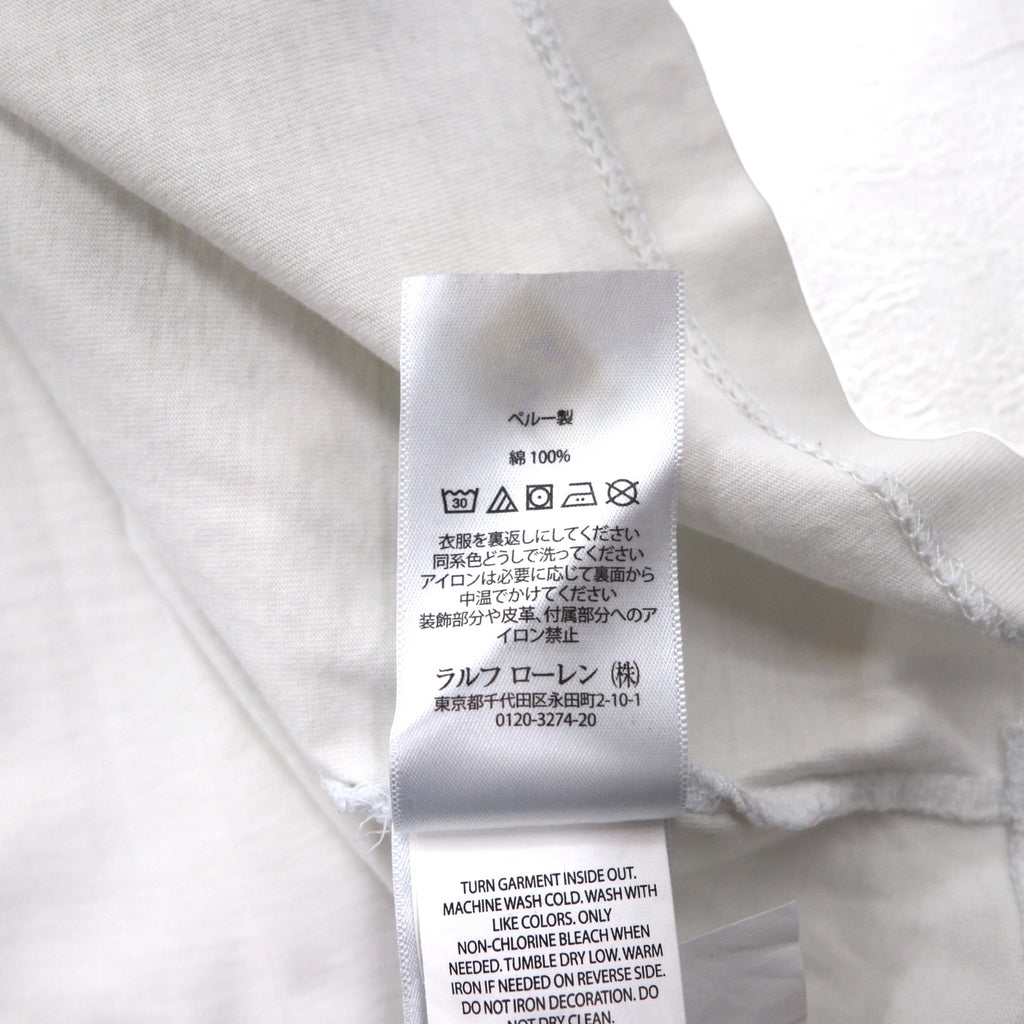 ペルー製
綿 100%
30
衣服を裏返しにしてください
同系色どうしで洗ってください
アイロンは必要に応じて裏面から
中温でかけてください
装飾部分や皮革、付属部分へのア
イロン禁止
ラルフ ローレン (株)
東京都千代田区永田町2-10-1
0120-3274-20
TURN GARMENT INSIDE OUT.
MACHINE WASH COLD. WASH WITH
LIKE COLORS. ONLY
NON-CHLORINE BLEACH WHEN
NEEDED. TUMBLE DRY LOW. WARM
IRON IF NEEDED ON REVERSE SIDE.
DO NOT IRON DECORATION. DO
NOT DRY CLEAN.